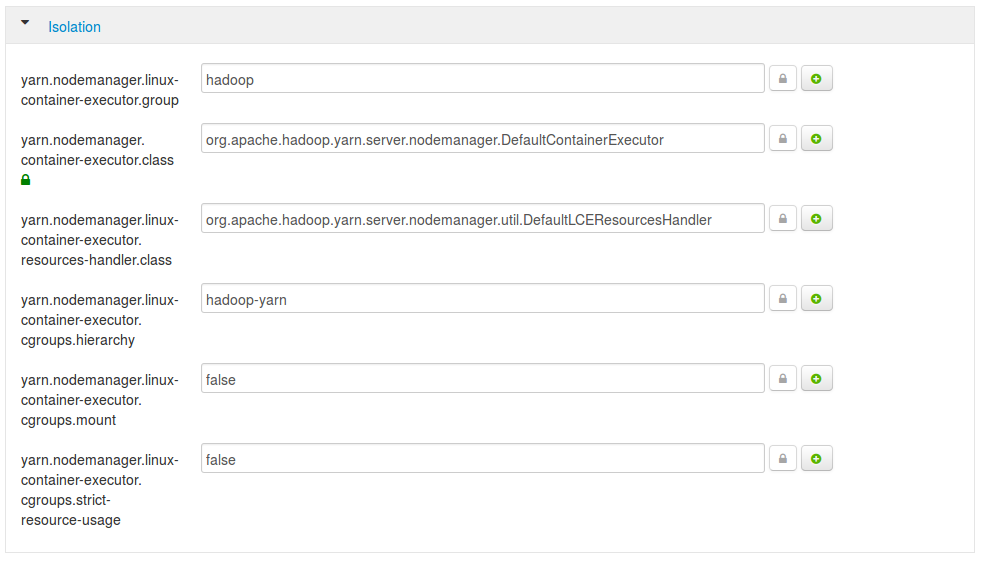 Isolation
yarn.nodemanager.linux-
container-executor.group
hadoop
yarn.nodemanager.
container-executor.class
org.apache.hadoop.yarn.server.nodemanager.DefaultContainerExecutor
yarn.nodemanager.linux-
container-executor.
resources-handler.class
org.apache.hadoop.yarn.server.nodemanager.util.DefaultLCEResourcesHandler
yarn.nodemanager.linux-
container-executor.
cgroups.hierarchy
hadoop-yarn
yarn.nodemanager.linux-
container-executor.
cgroups.mount
false
yarn.nodemanager.linux-
container-executor.
cgroups.strict-
resource-usage
false